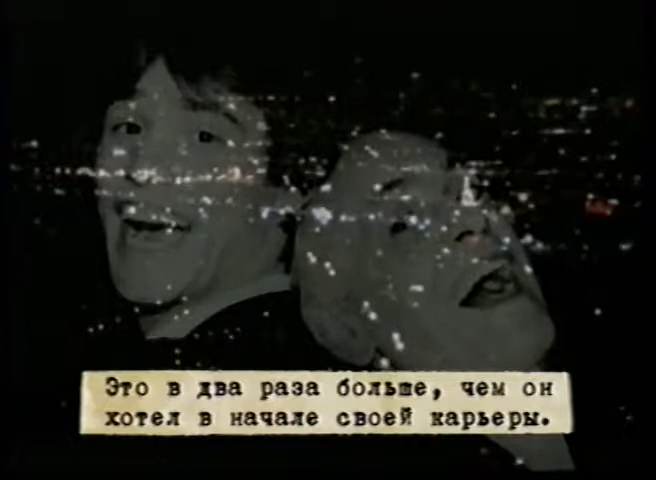 Это в два раза больше, чем он
хотел в начале своей карьеры.